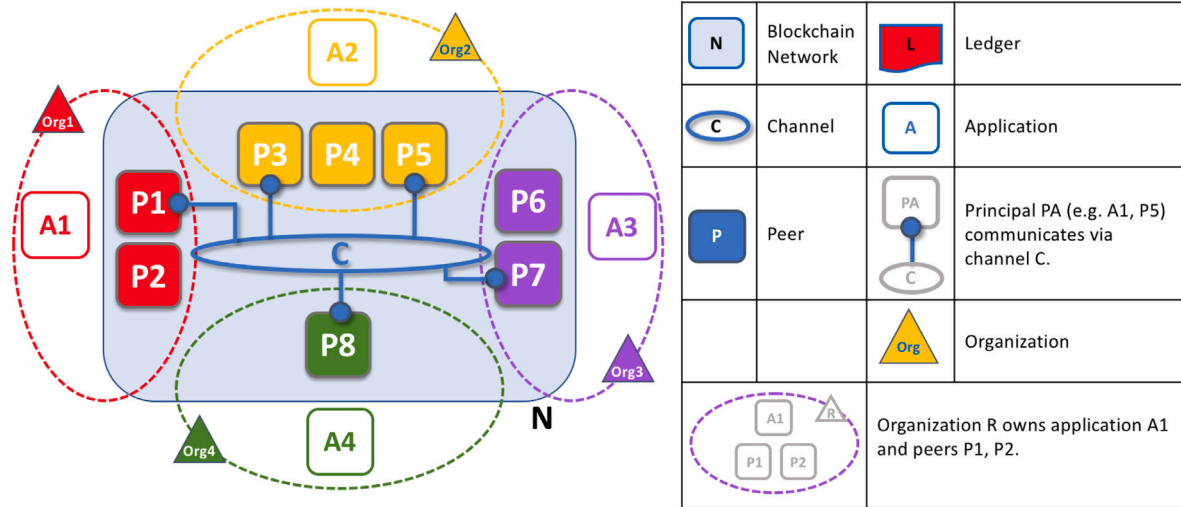 A2
Org2
Org1
P3
P4
P5
P1
P6
A1
A3
C
P2
P7
P8
Org3
N
A4
Org4
N
Blockchain
Network
L
Ledger
C
Channel
A
Application
P
Peer
PA
C
Principal PA (e.g. A1, P5)
communicates via
channel C.
Org
Organization
A1
R
P1
P2
Organization R owns application A1
and peers P1, P2.